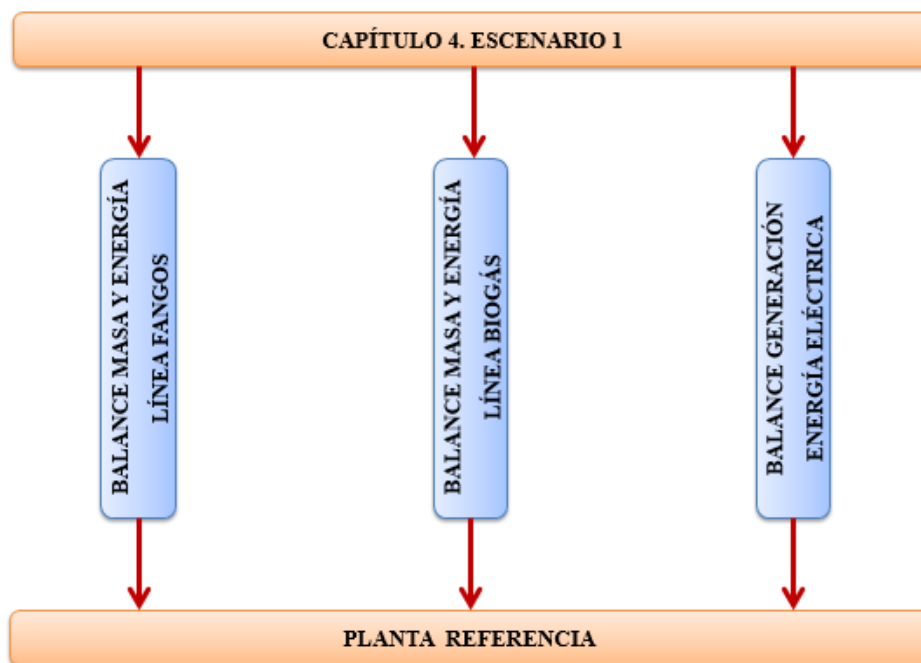 CAPÍTULO 4. ESCENARIO 1
BALANCE MASA Y ENERGÍA
LÍNEA FANGOS
BALANCE MASA Y ENERGÍA
LÍNEA BIOGÁS
BALANCE GENERACIÓN
ENERGÍA ELÉCTRICA
PLANTA REFERENCIA